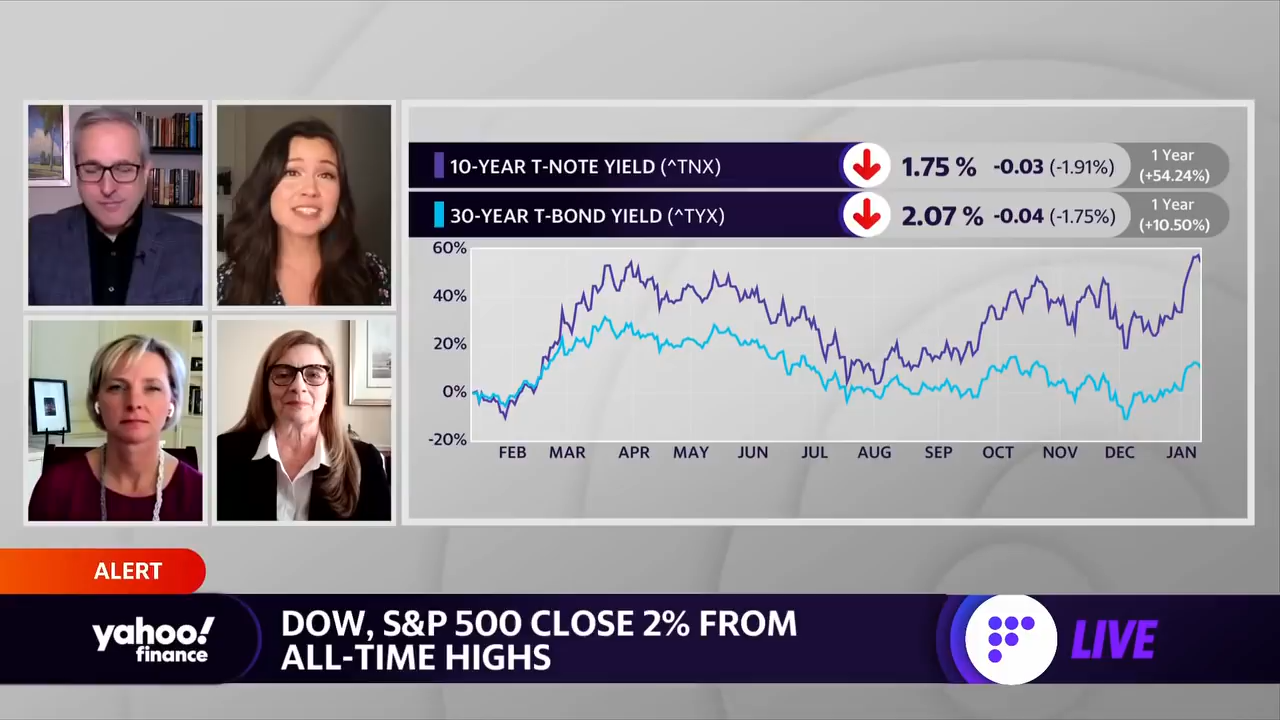 10-YEAR T-NOTE YIELD (^TNX) 1.75 % -0.03 (-1.91%) 1 Year (+54.24%)
30-YEAR T-BOND YIELD (^TYX) 2.07 % -0.04 (-1.75%) 1 Year (+10.50%)
60%
40%
20%
0%
-20%
FEB MAR APR MAY JUN JUL AUG SEP OCT NOV DEC JAN
ALERT
yahoo!
finance
DOW, S&P 500 CLOSE 2% FROM
ALL-TIME HIGHS
LIVE